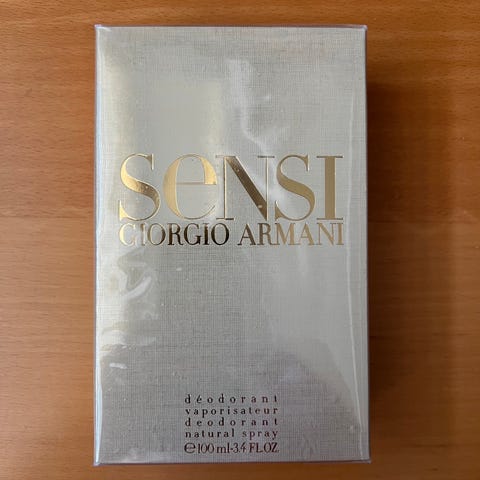 SeNSI
GIORGIO ARMANI
déodorant
vaporisateur
deodorant
natural spray
℮100 ml-3.4 FL.OZ.